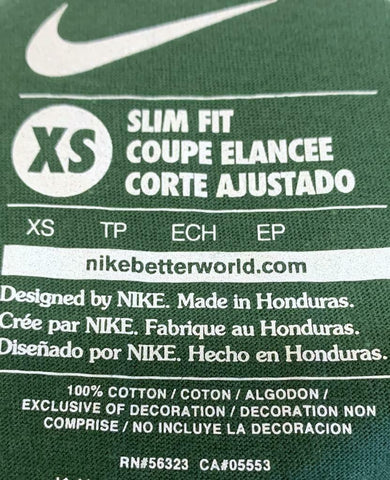 XS
SLIM FIT
COUPE ELANCEE
CORTE AJUSTADO
XS TP ECH EP
nikebetterworld.com
Designed by NIKE. Made in Honduras.
Crée par NIKE. Fabrique au Honduras.
Diseñado por NIKE. Hecho en Honduras.
100% COTTON / COTON / ALGODON /
EXCLUSIVE OF DECORATION / DECORATION NON
COMPRISE / NO INCLUYE LA DECORACION
RN#56323 CA#05553